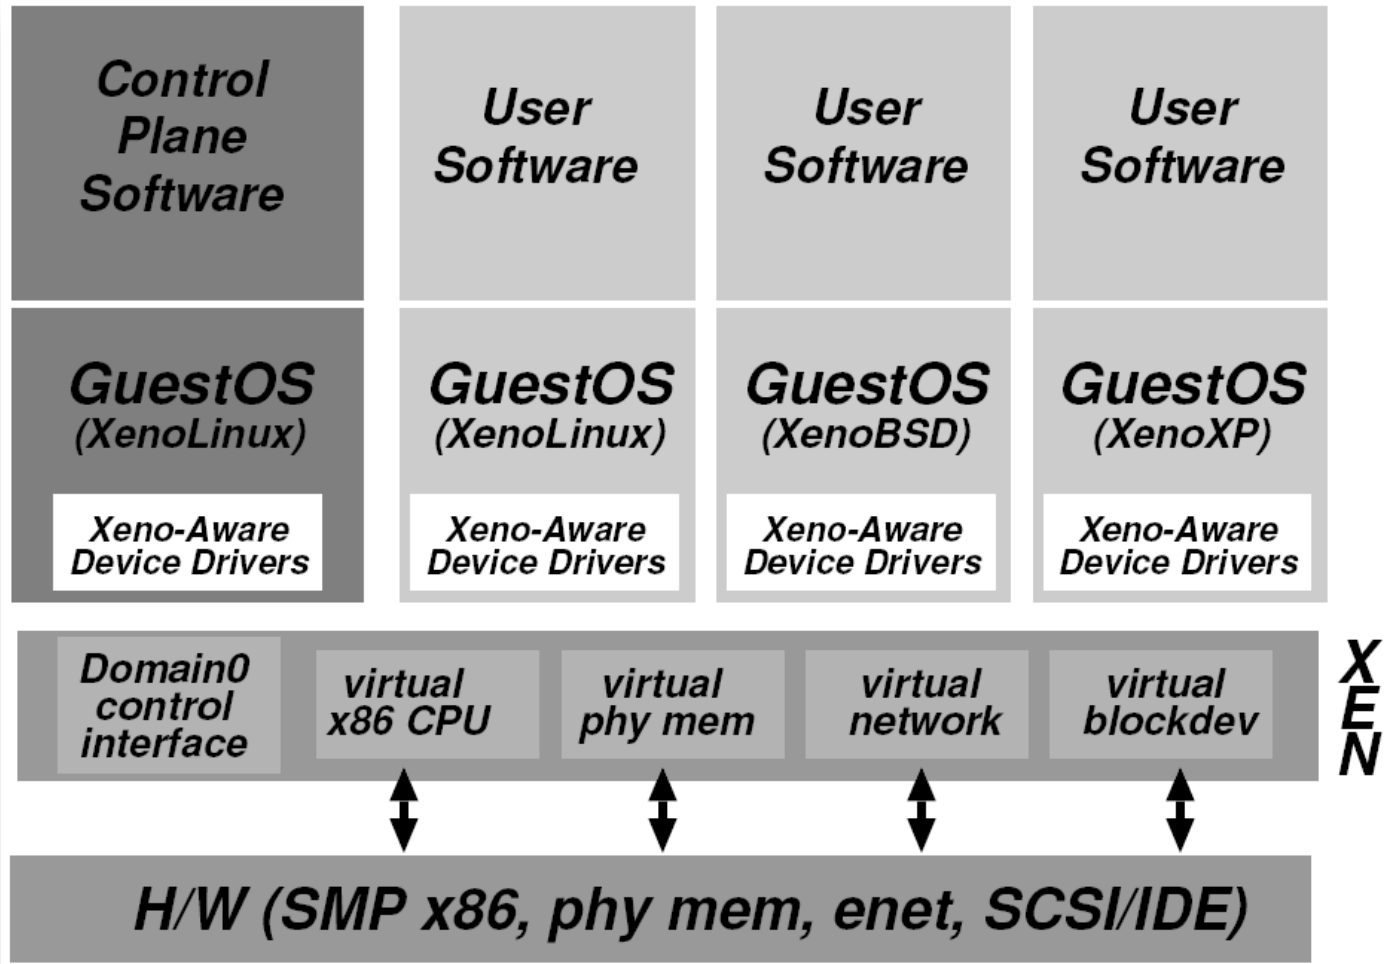 Control
Plane
Software
User
Software
User
Software
User
Software
GuestOS
(XenoLinux)
Xeno-Aware
Device Drivers
GuestOS
(XenoLinux)
Xeno-Aware
Device Drivers
GuestOS
(XenoBSD)
Xeno-Aware
Device Drivers
GuestOS
(XenoXP)
Xeno-Aware
Device Drivers
Domain0
control
interface
virtual
x86 CPU
virtual
phy mem
virtual
network
virtual
blockdev
X
E
N
H/W (SMP x86, phy mem, enet, SCSI/IDE)